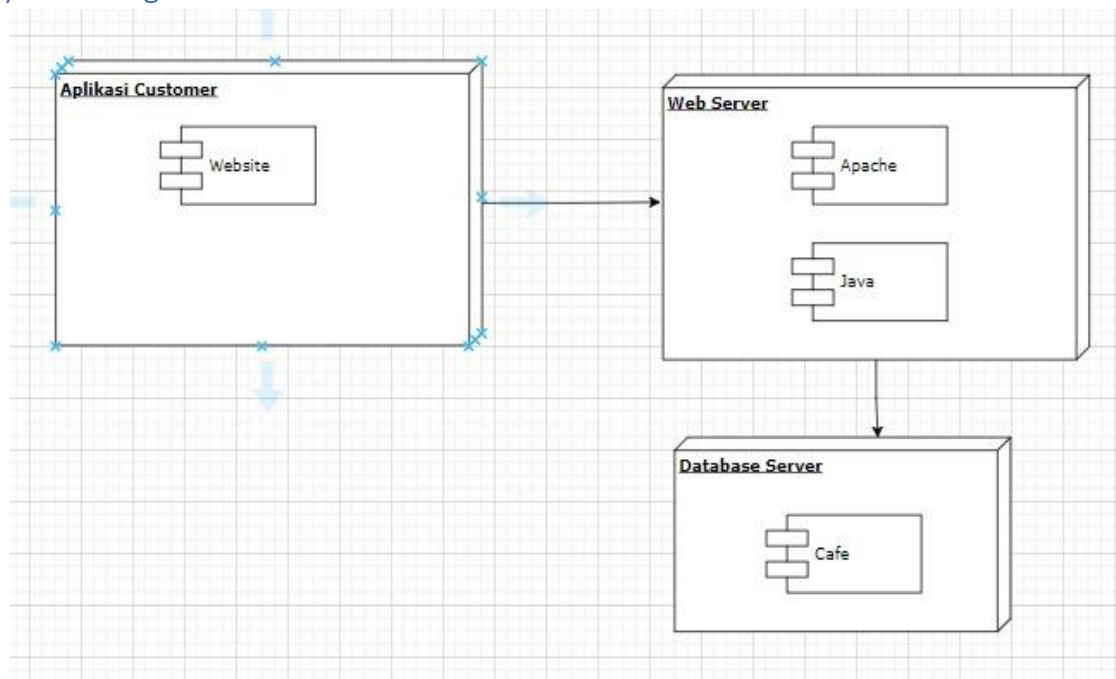 Aplikasi Customer
Website
Web Server
Apache
Java
Database Server
Cafe